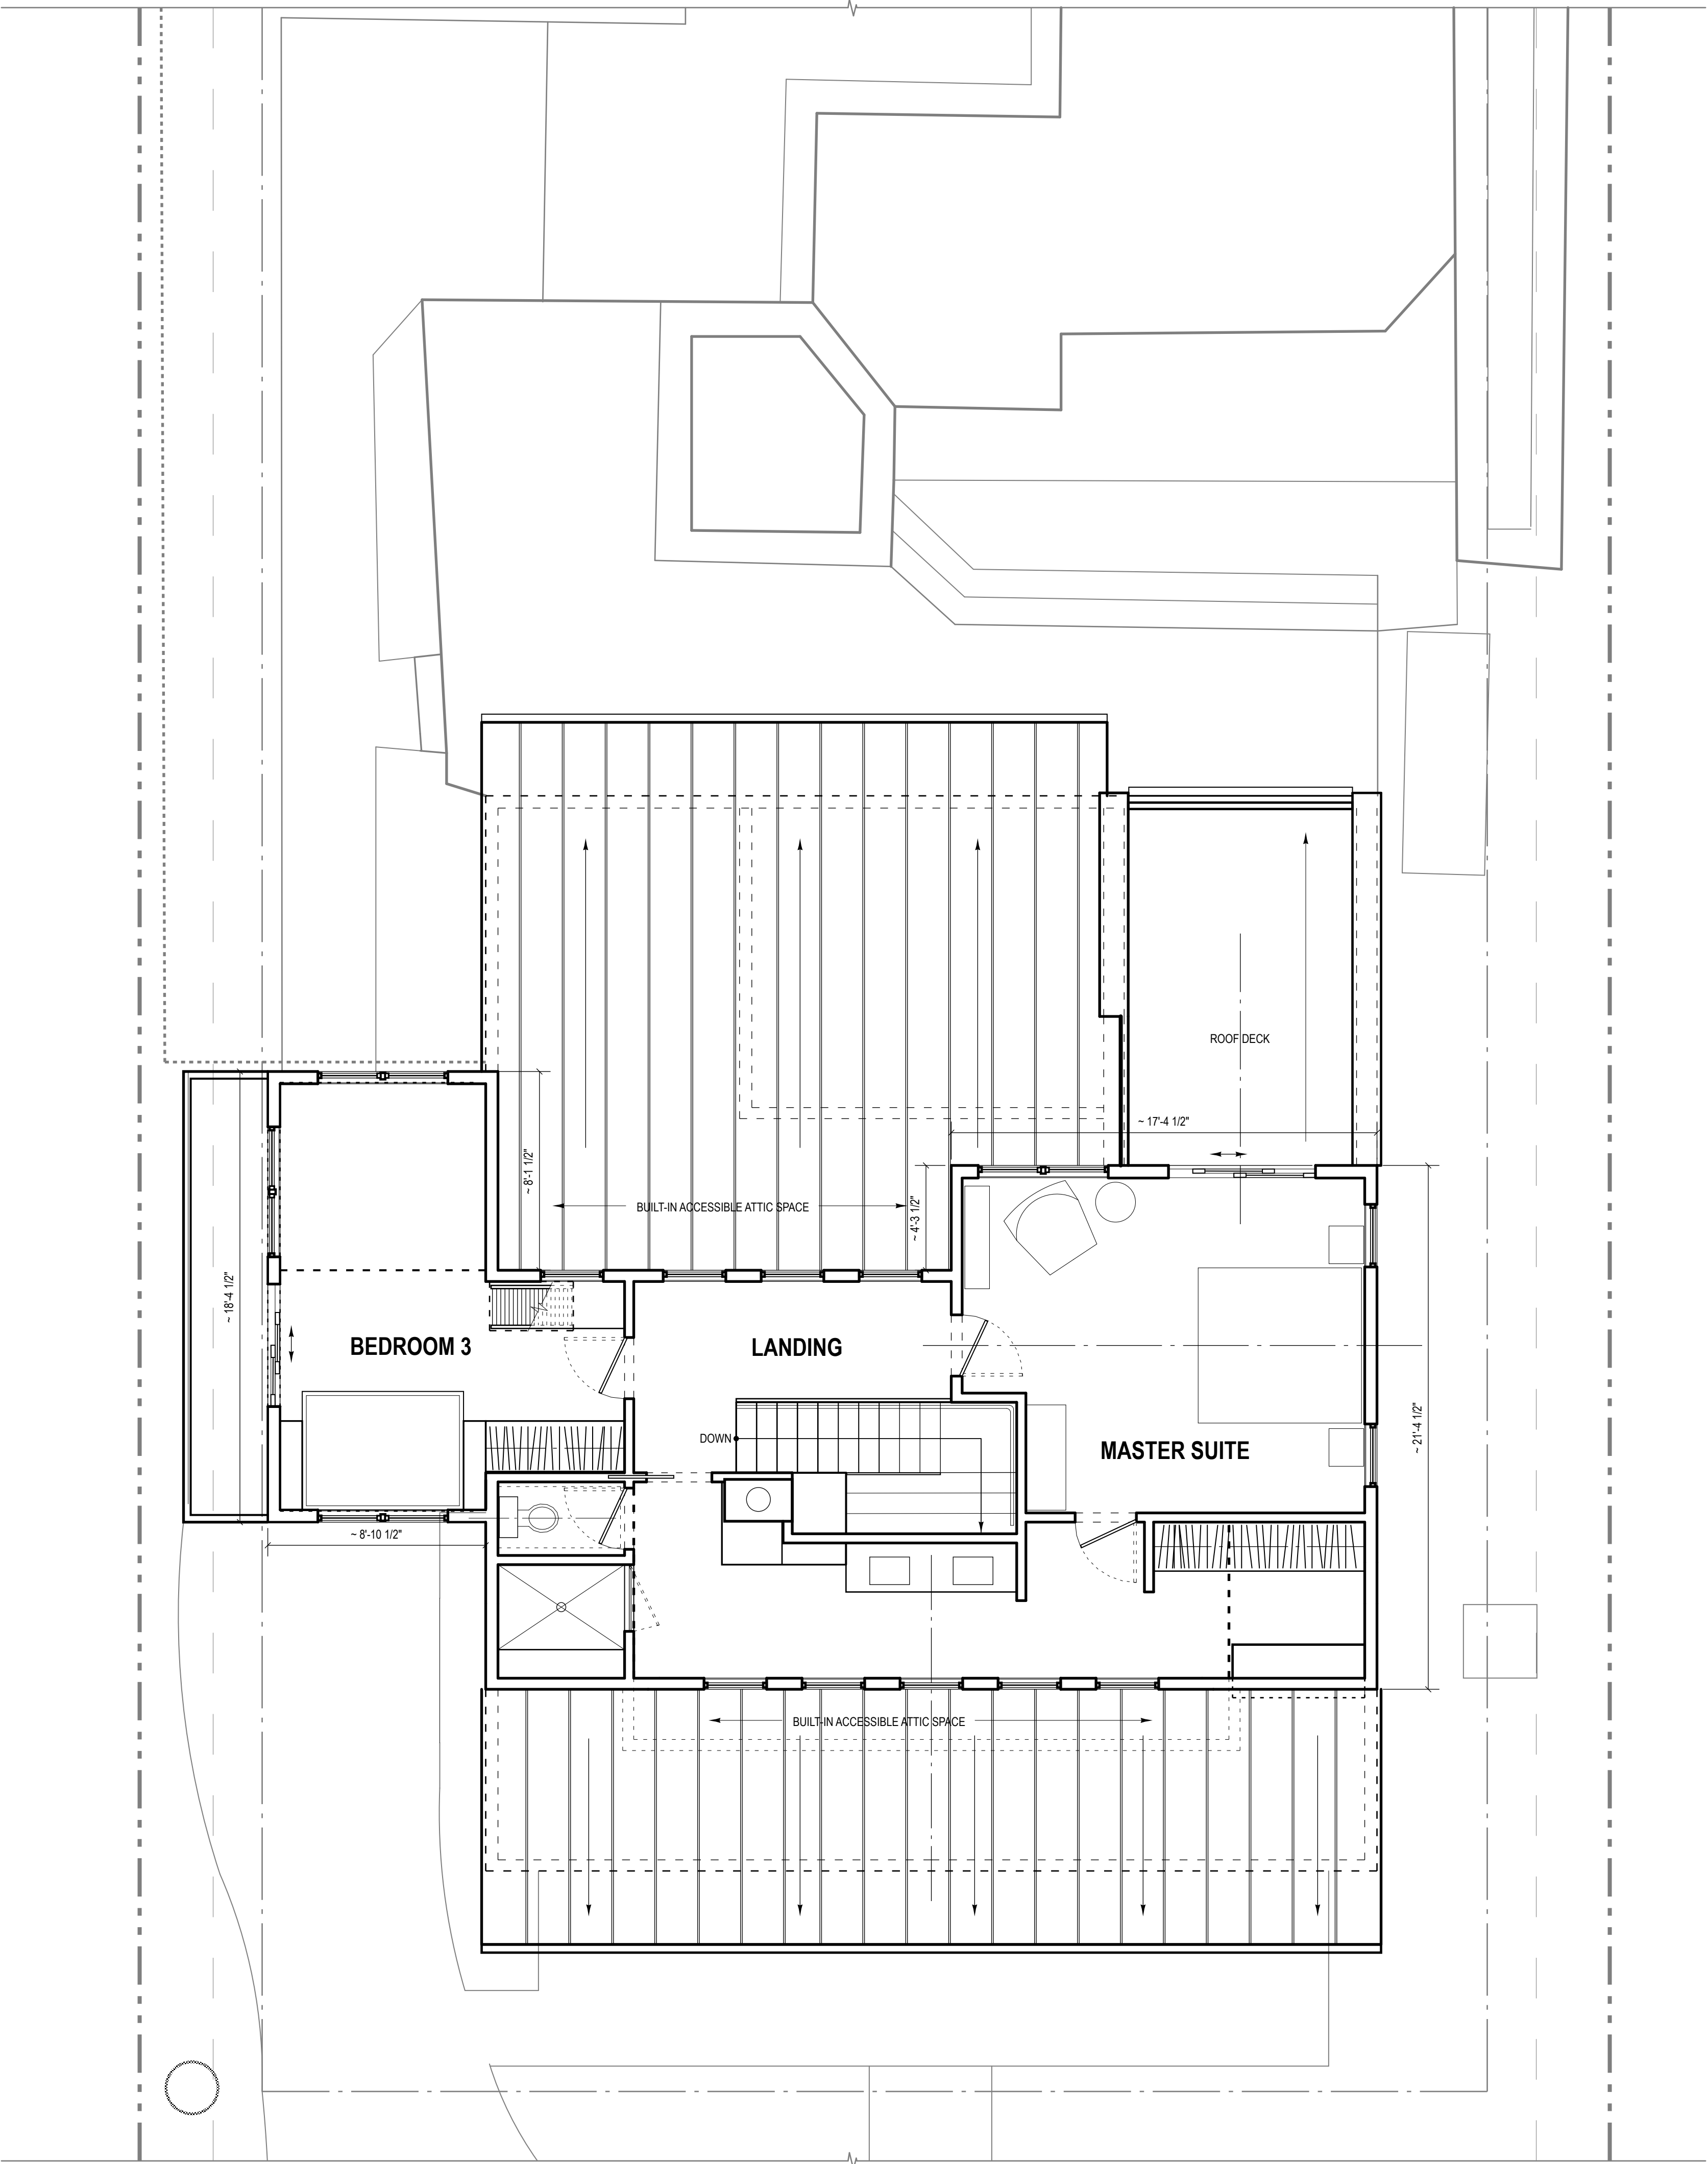 ROOF DECK
~ 17'-4 1/2"
~ 8'-1 1/2"
BUILT-IN ACCESSIBLE ATTIC SPACE
~ 4'-3 1/2"
~ 18'-4 1/2"
BEDROOM 3
LANDING
DOWN
MASTER SUITE
~ 21'-4 1/2"
~ 8'-10 1/2"
BUILT-IN ACCESSIBLE ATTIC SPACE